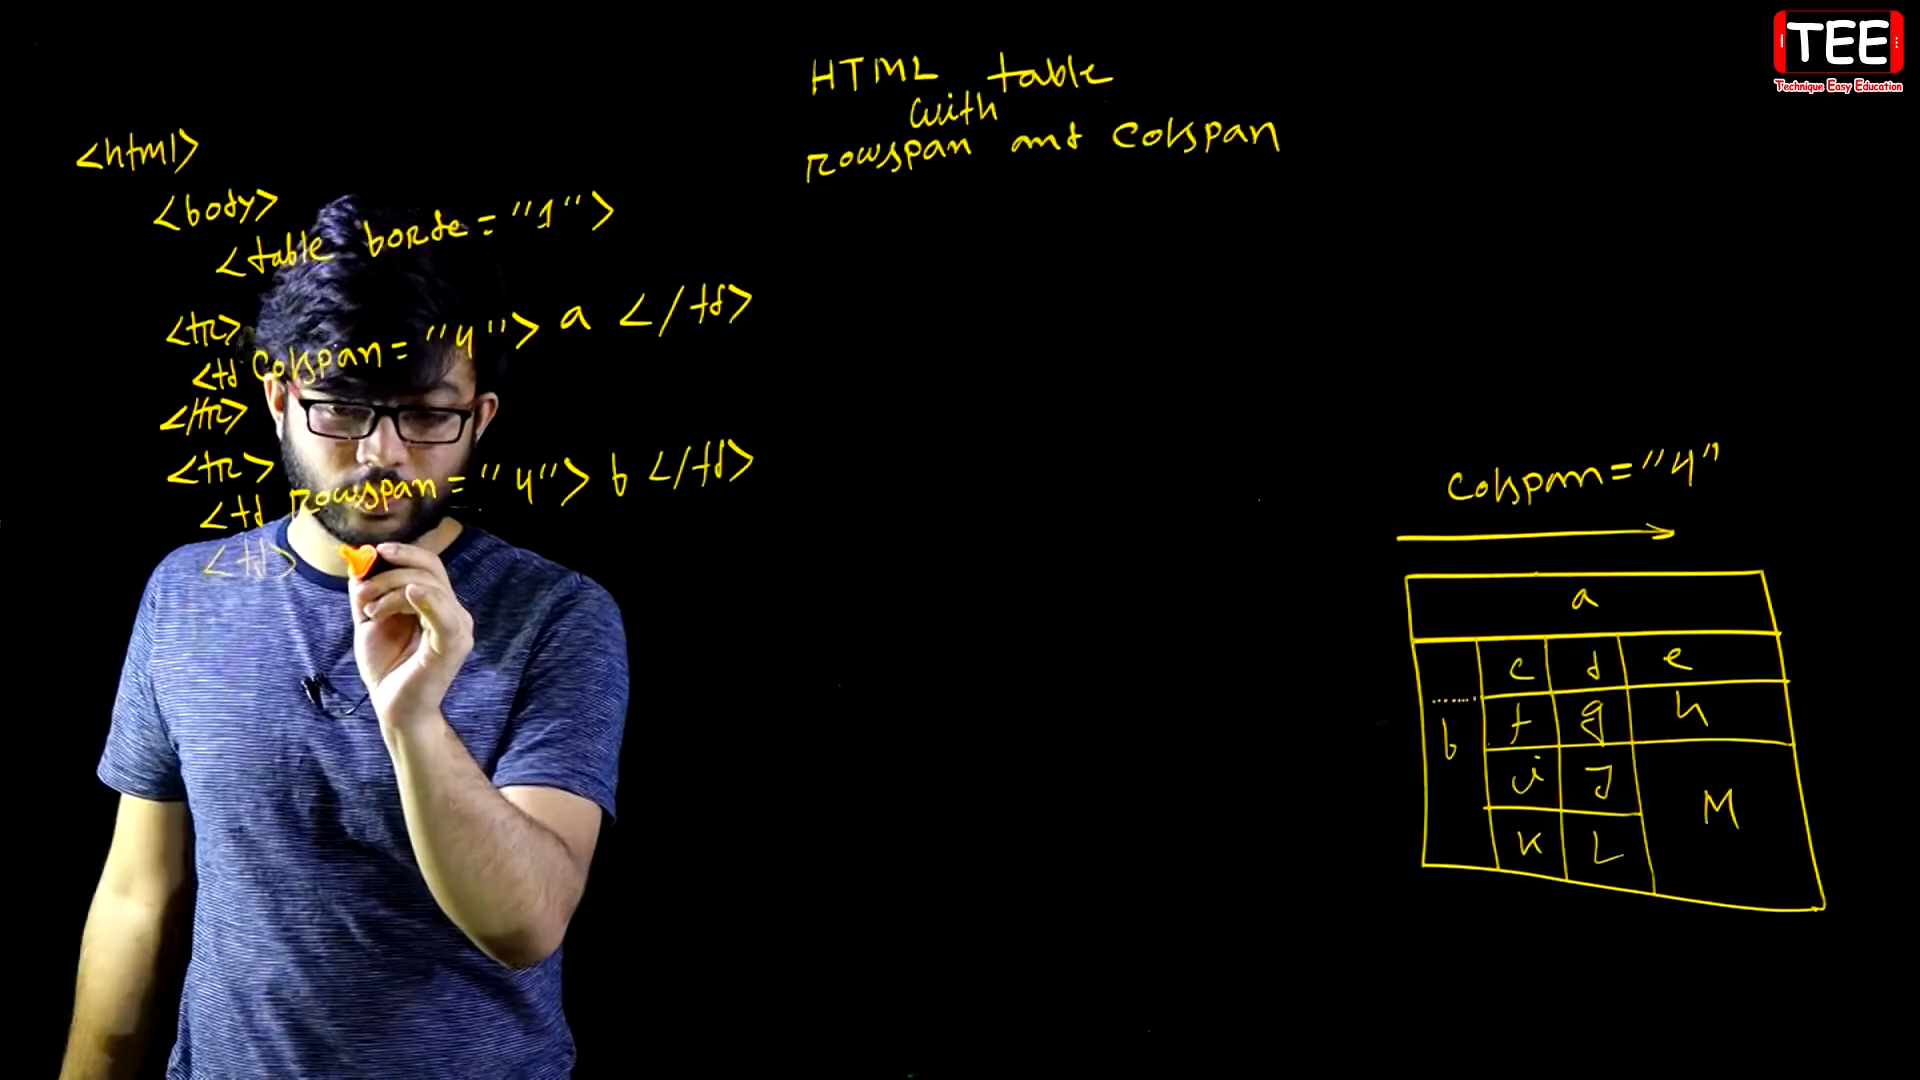 TEE
Technique Easy Education
HTML table
with
rowspan and Colspan
<html>
<body>
<table borde="1">
<tr>
<td Colspan="4"> a </td>
</tr>
<tr>
<td rowspan="4"> b </td>
<td>
Colspan="4"
a
b c d e
f g h
i J M
K L